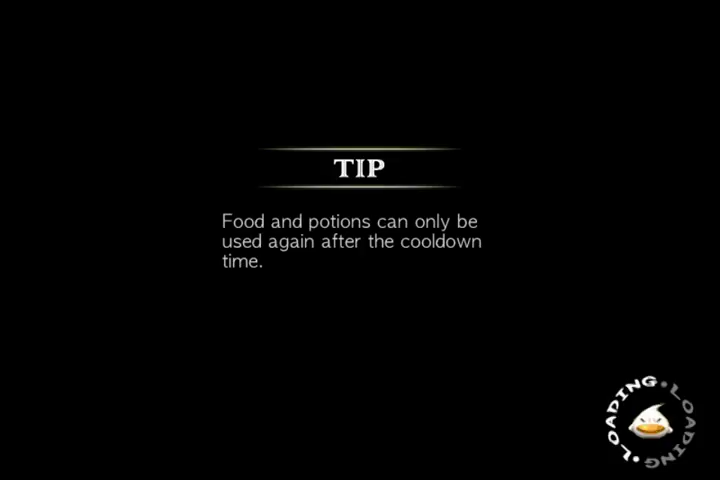 TIP
Food and potions can only be
used again after the cooldown
time.
LOADING•LOADING•